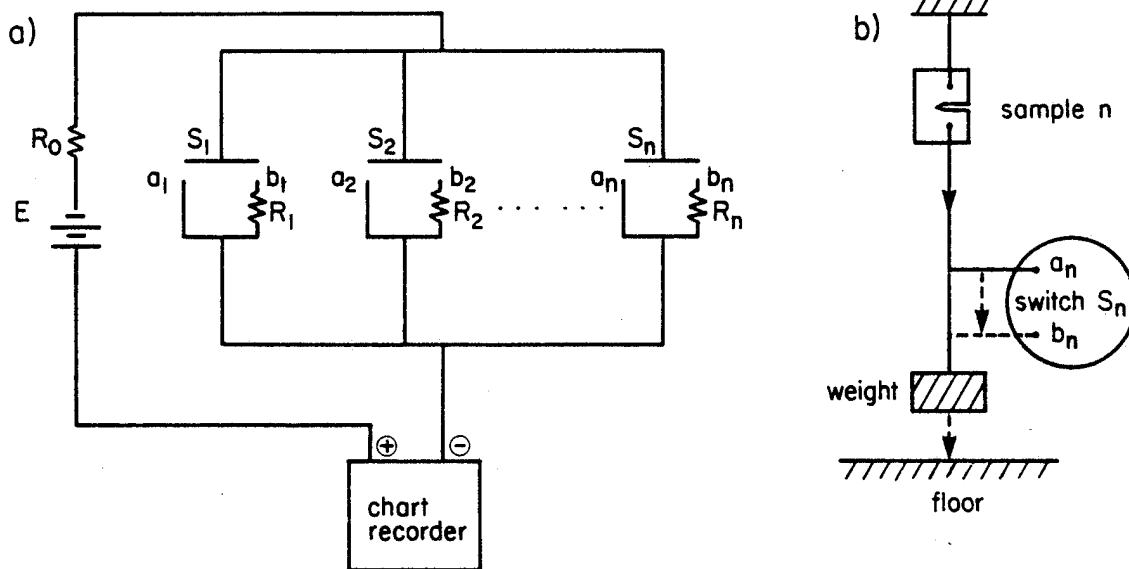 a)
R₀
E
S₁
a₁
b₁
R₁
S₂
a₂
b₂
R₂
. . . . . .
Sₙ
aₙ
bₙ
Rₙ
⊕
⊖
chart
recorder
b)
sample n
aₙ
switch Sₙ
bₙ
weight
floor